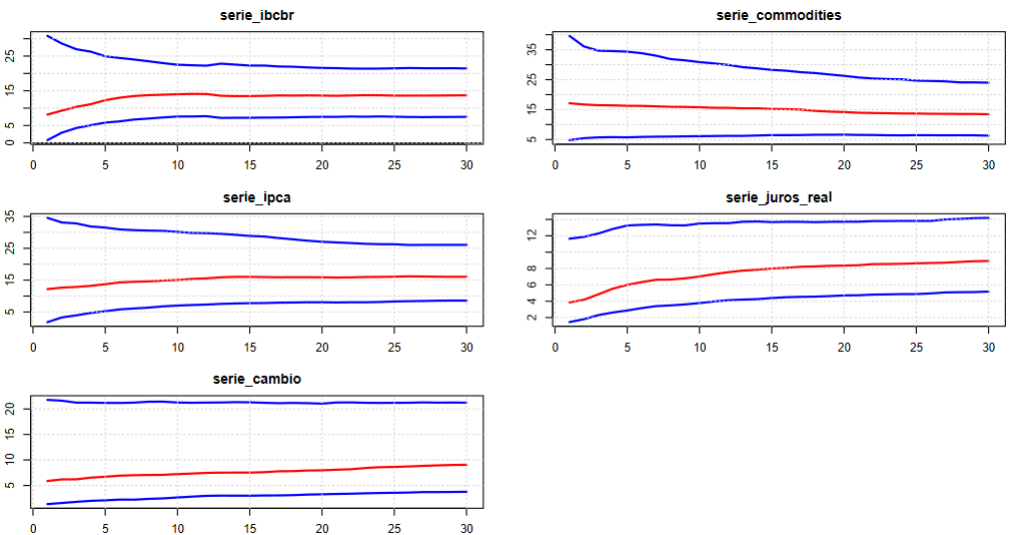 serie_ibcbr
0 5 15 25
0 5 10 15 20 25 30
serie_commodities
5 15 25 35
0 5 10 15 20 25 30
serie_ipca
5 15 25 35
0 5 10 15 20 25 30
serie_juros_real
2 4 6 8 12
0 5 10 15 20 25 30
serie_cambio
5 10 15 20
0 5 10 15 20 25 30